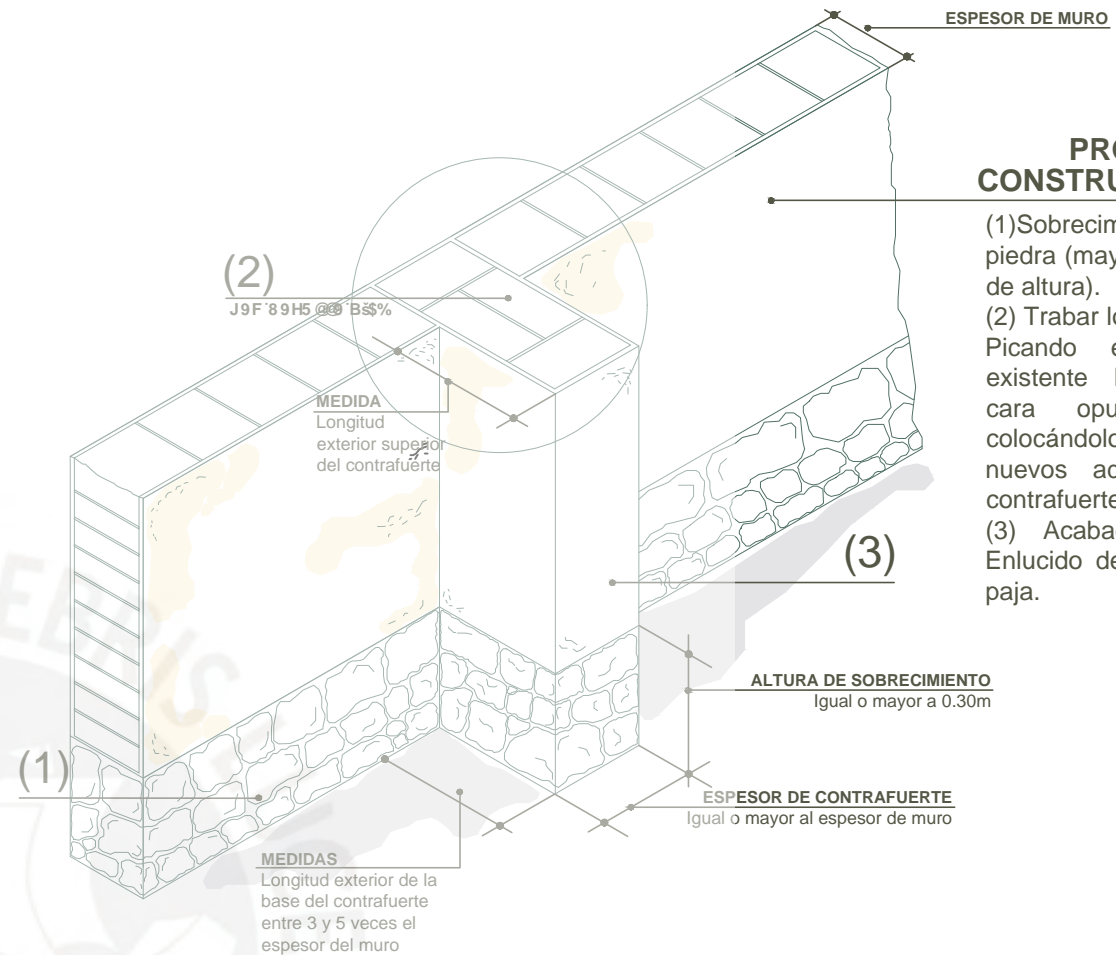 ESPESOR DE MURO
PRO
CONSTRU
(1)Sobrecim
piedra (may
de altura).
(2) Trabar lo
Picando e
existente l
cara opu
colocándolo
nuevos ad
contrafuerte
(3) Acaba
Enlucido de
paja.
(2)
MEDIDA
Longitud
exterior superior
del contrafuerte
(3)
ALTURA DE SOBRECIMIENTO
Igual o mayor a 0.30m
(1)
ESPESOR DE CONTRAFUERTE
Igual o mayor al espesor de muro
MEDIDAS
Longitud exterior de la
base del contrafuerte
entre 3 y 5 veces el
espesor del muro